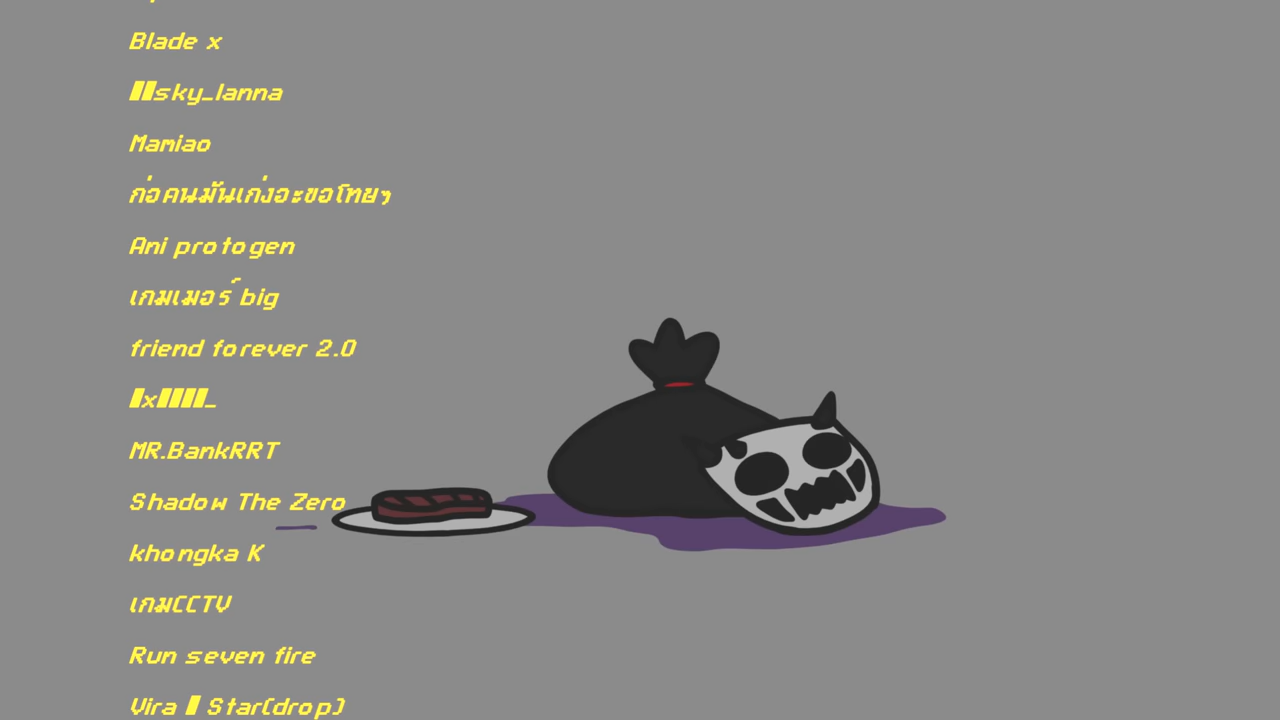 Blade x
sky_lanna
Maniao
ก่อคนมันเก่งอะขอโทยๆ
Ani protogen
เกมเมอร์ big
friend forever 2.0
x_
MR.BankRRT
Shadow The Zero
khongka K
เกมCCTV
Run seven fire
Vira Star(drop)